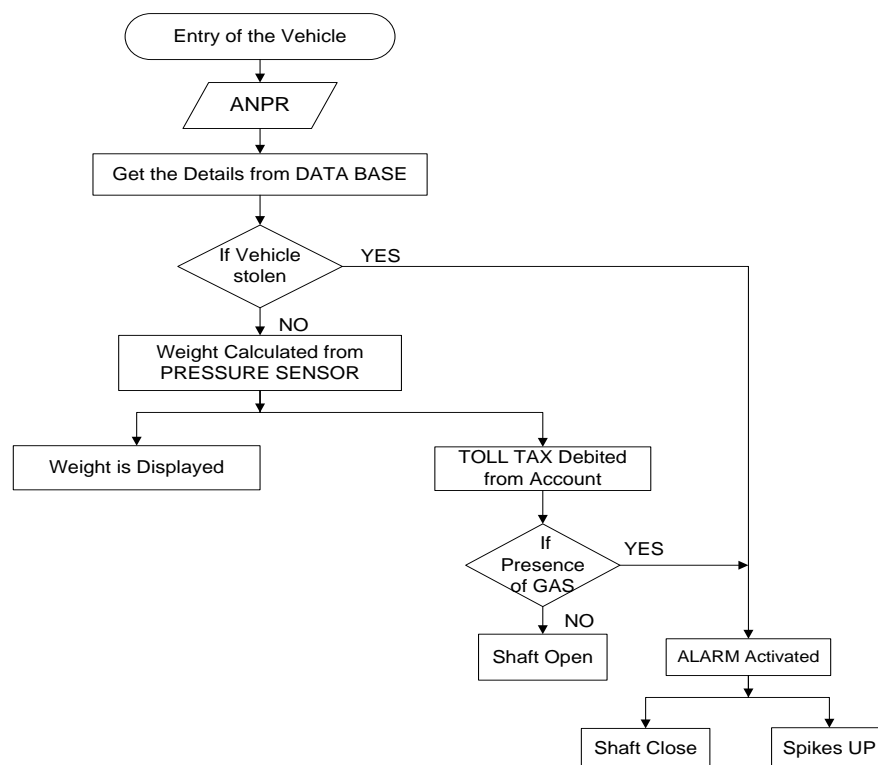 Entry of the Vehicle
ANPR
Get the Details from DATA BASE
If Vehicle
stolen
YES
NO
Weight Calculated from
PRESSURE SENSOR
Weight is Displayed
TOLL TAX Debited
from Account
If
Presence
of GAS
YES
NO
Shaft Open
ALARM Activated
Shaft Close
Spikes UP